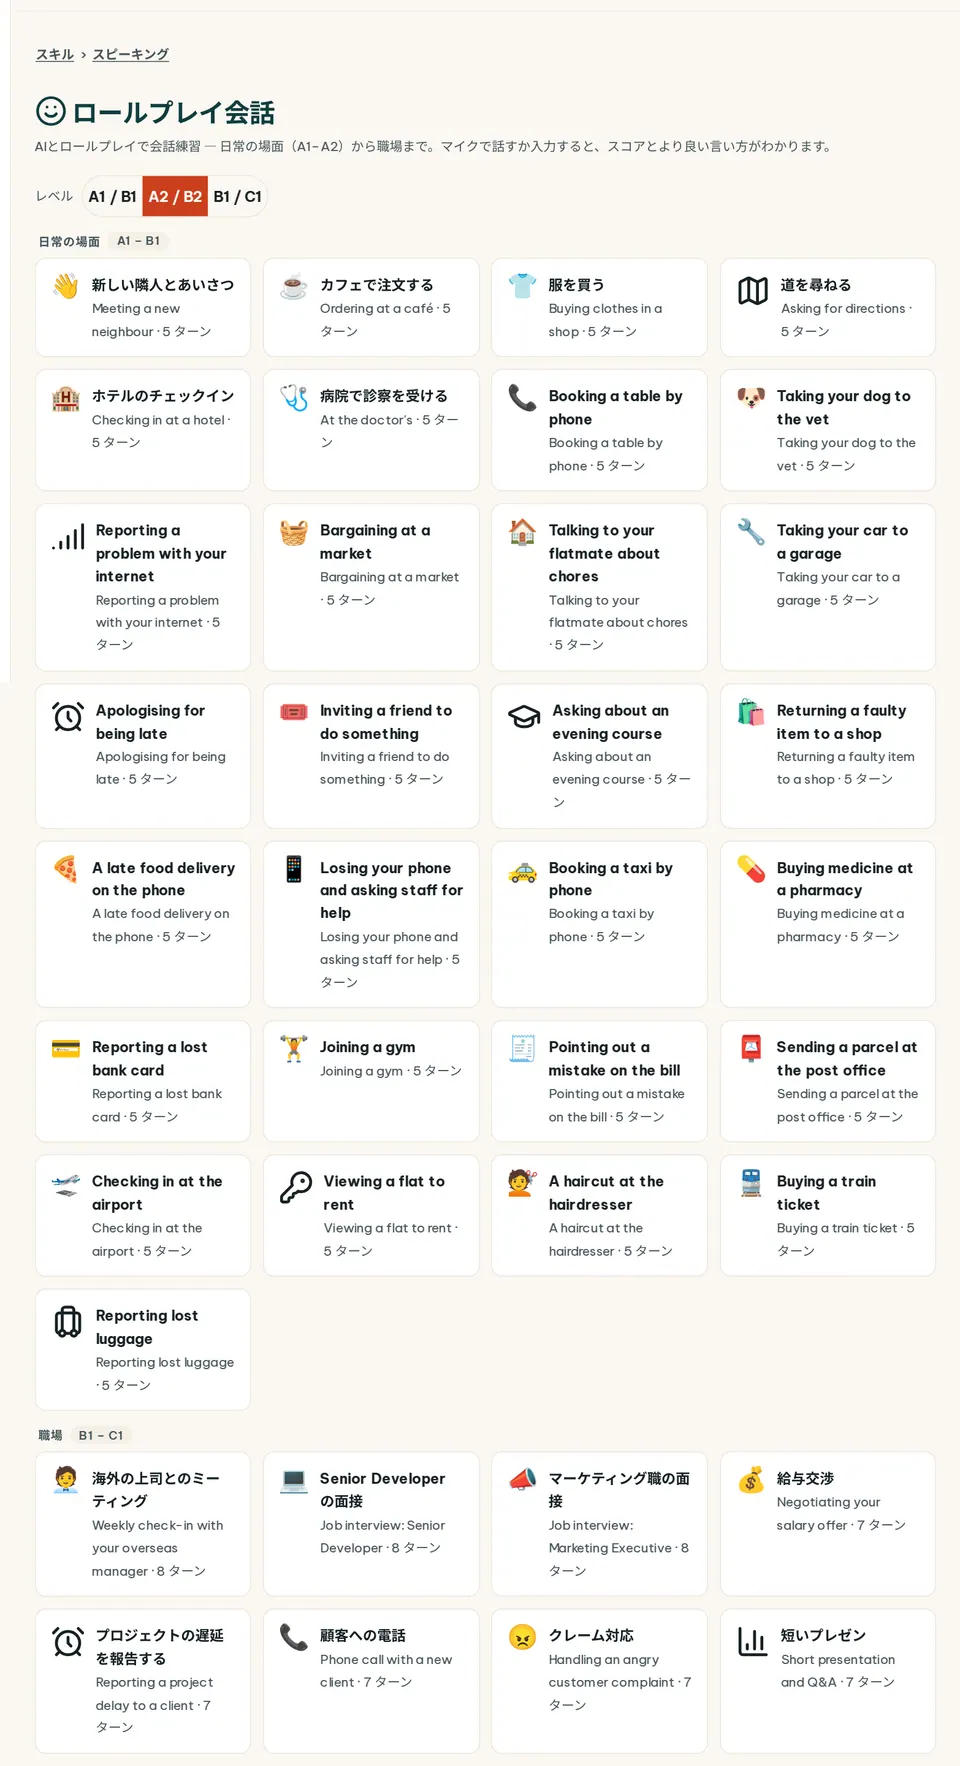 スキル › スピーキング
ロールプレイ会話
AIとロールプレイで会話練習 — 日常の場面（A1–A2）から職場まで。マイクで話すか入力すると、スコアとより良い言い方がわかります。
レベル A1 / B1 A2 / B2 B1 / C1
日常の場面 A1 – B1
新しい隣人とあいさつ
Meeting a new
neighbour · 5 ターン
カフェで注文する
Ordering at a café · 5
ターン
服を買う
Buying clothes in a
shop · 5 ターン
道を尋ねる
Asking for directions ·
5 ターン
ホテルのチェックイン
Checking in at a hotel ·
5 ターン
病院で診察を受ける
At the doctor's · 5 ター
ン
Booking a table by
phone
Booking a table by
phone · 5 ターン
Taking your dog to
the vet
Taking your dog to the
vet · 5 ターン
Reporting a
problem with your
internet
Reporting a problem
with your internet · 5
ターン
Bargaining at a
market
Bargaining at a market
· 5 ターン
Talking to your
flatmate about
chores
Talking to your
flatmate about chores
· 5 ターン
Taking your car to
a garage
Taking your car to a
garage · 5 ターン
Apologising for
being late
Apologising for being
late · 5 ターン
Inviting a friend to
do something
Inviting a friend to do
something · 5 ターン
Asking about an
evening course
Asking about an
evening course · 5 ター
ン
Returning a faulty
item to a shop
Returning a faulty item
to a shop · 5 ターン
A late food delivery
on the phone
A late food delivery on
the phone · 5 ターン
Losing your phone
and asking staff for
help
Losing your phone and
asking staff for help · 5
ターン
Booking a taxi by
phone
Booking a taxi by
phone · 5 ターン
Buying medicine at
a pharmacy
Buying medicine at a
pharmacy · 5 ターン
Reporting a lost
bank card
Reporting a lost bank
card · 5 ターン
Joining a gym
Joining a gym · 5 ターン
Pointing out a
mistake on the bill
Pointing out a mistake
on the bill · 5 ターン
Sending a parcel at
the post office
Sending a parcel at the
post office · 5 ターン
Checking in at the
airport
Checking in at the
airport · 5 ターン
Viewing a flat to
rent
Viewing a flat to rent ·
5 ターン
A haircut at the
hairdresser
A haircut at the
hairdresser · 5 ターン
Buying a train
ticket
Buying a train ticket · 5
ターン
Reporting lost
luggage
Reporting lost luggage
· 5 ターン
職場 B1 – C1
海外の上司とのミー
ティング
Weekly check-in with
your overseas
manager · 8 ターン
Senior Developer
の面接
Job interview: Senior
Developer · 8 ターン
マーケティング職の面
接
Job interview:
Marketing Executive · 8
ターン
給与交渉
Negotiating your
salary offer · 7 ターン
プロジェクトの遅延
を報告する
Reporting a project
delay to a client · 7
ターン
顧客への電話
Phone call with a new
client · 7 ターン
クレーム対応
Handling an angry
customer complaint · 7
ターン
短いプレゼン
Short presentation
and Q&A · 7 ターン